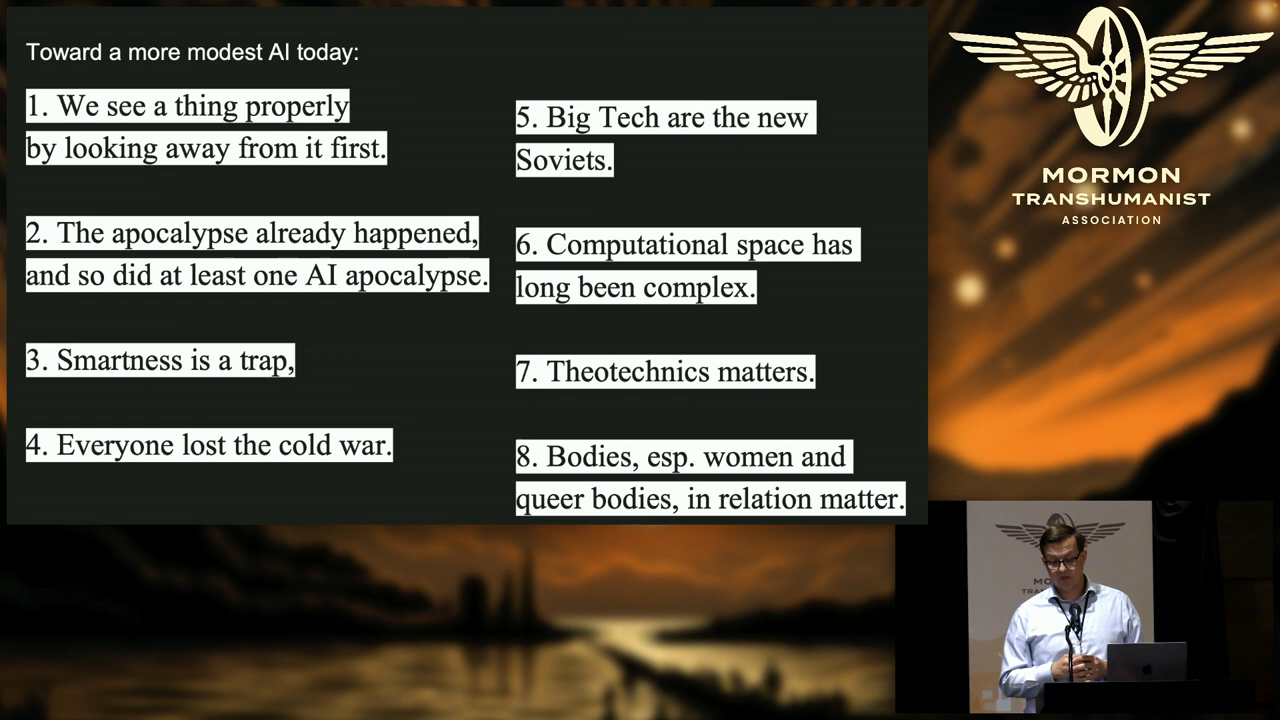 Toward a more modest AI today:
1. We see a thing properly
by looking away from it first.
2. The apocalypse already happened,
and so did at least one AI apocalypse.
3. Smartness is a trap,
4. Everyone lost the cold war.
5. Big Tech are the new
Soviets.
6. Computational space has
long been complex.
7. Theotechnics matters.
8. Bodies, esp. women and
queer bodies, in relation matter.
MORMON
TRANSHUMANIST
ASSOCIATION